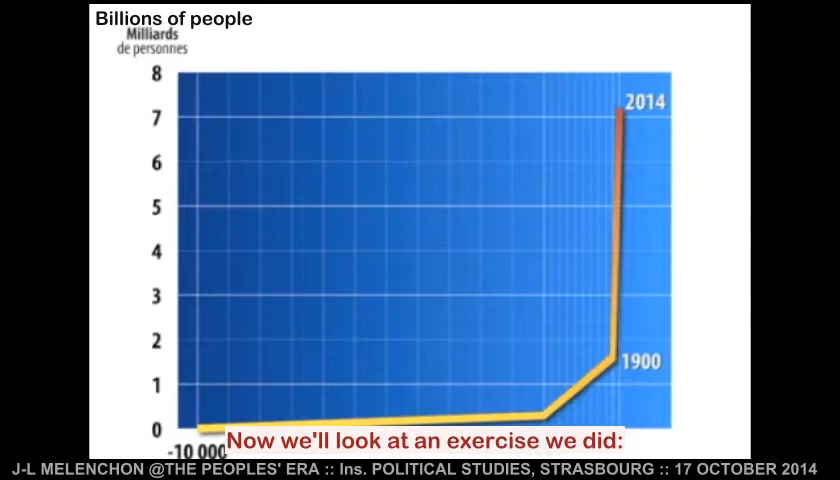 Billions of people
Milliards
de personnes
8
7
6
5
4
3
2
1
0
2014
1900
-10 000
Now we'll look at an exercise we did:
J-L MELENCHON @THE PEOPLES' ERA :: Ins. POLITICAL STUDIES, STRASBOURG :: 17 OCTOBER 2014